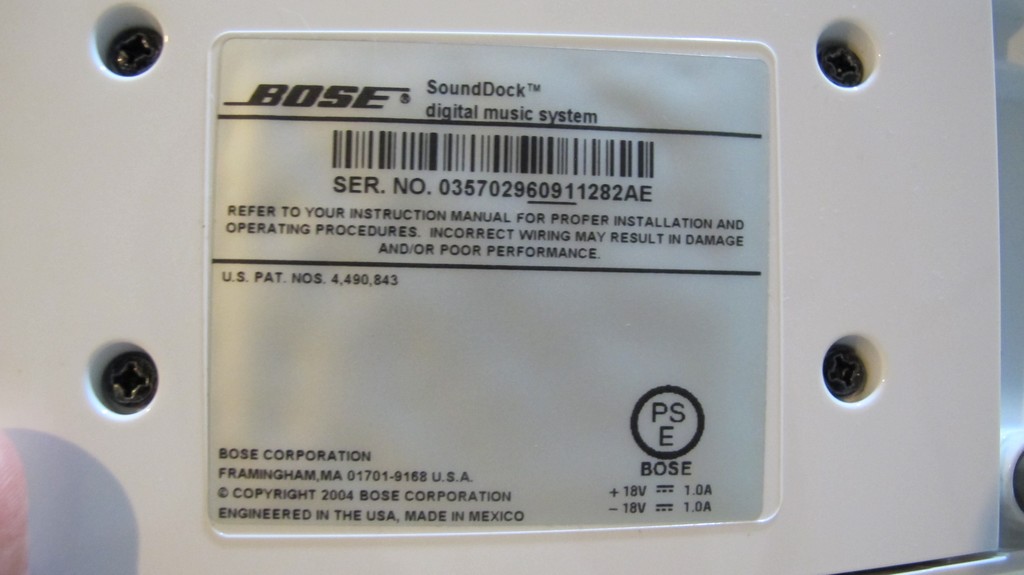 BOSE® SoundDock™
digital music system
SER. NO. 035702960911282AE
REFER TO YOUR INSTRUCTION MANUAL FOR PROPER INSTALLATION AND
OPERATING PROCEDURES. INCORRECT WIRING MAY RESULT IN DAMAGE
AND/OR POOR PERFORMANCE.
U.S. PAT. NOS. 4,490,843
PS
E
BOSE
BOSE CORPORATION
FRAMINGHAM,MA 01701-9168 U.S.A.
© COPYRIGHT 2004 BOSE CORPORATION
ENGINEERED IN THE USA, MADE IN MEXICO
+ 18V ⎓ 1.0A
− 18V ⎓ 1.0A